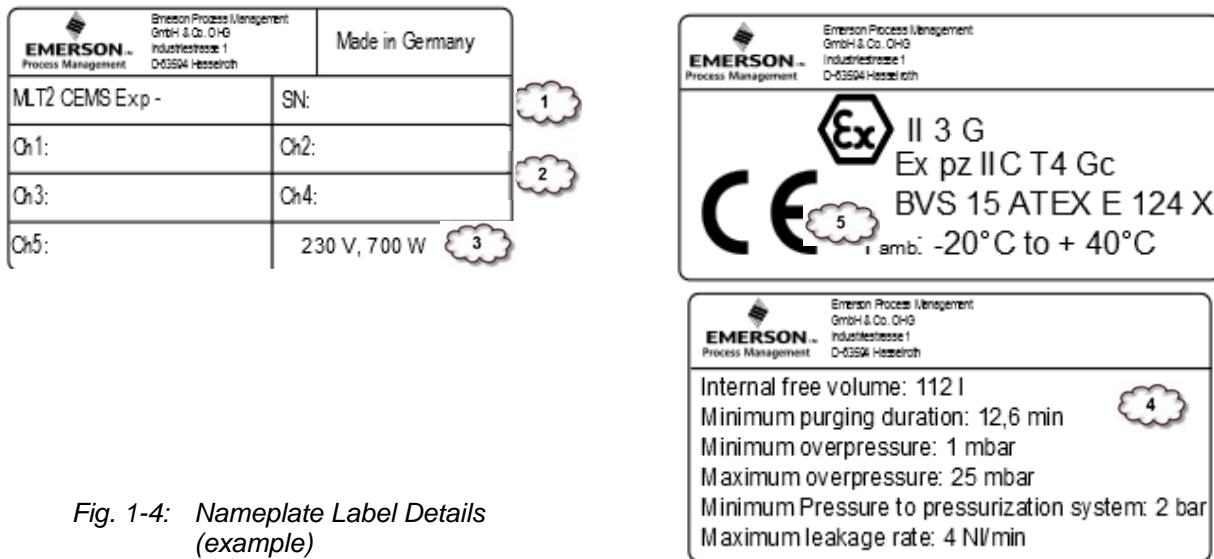 EMERSON™
Process Management
Emerson Process Management
GmbH & Co. OHG
Industriestrasse 1
D-63594 Hasselroth
Made in Germany
MLT2 CEMS Exp -
SN:
1
Ch1:
Ch2:
2
Ch3:
Ch4:
Ch5:
230 V, 700 W
3
Fig. 1-4: Nameplate Label Details
(example)
EMERSON™
Process Management
Emerson Process Management
GmbH & Co. OHG
Industriestrasse 1
D-63594 Hasselroth
Ex
II 3 G
Ex pz IIC T4 Gc
CE
BVS 15 ATEX E 124 X
5
amb. -20°C to + 40°C
EMERSON™
Process Management
Emerson Process Management
GmbH & Co. OHG
Industriestrasse 1
D-63594 Hasselroth
Internal free volume: 112 l
4
Minimum purging duration: 12,6 min
Minimum overpressure: 1 mbar
Maximum overpressure: 25 mbar
Minimum Pressure to pressurization system: 2 bar
Maximum leakage rate: 4 Nl/min